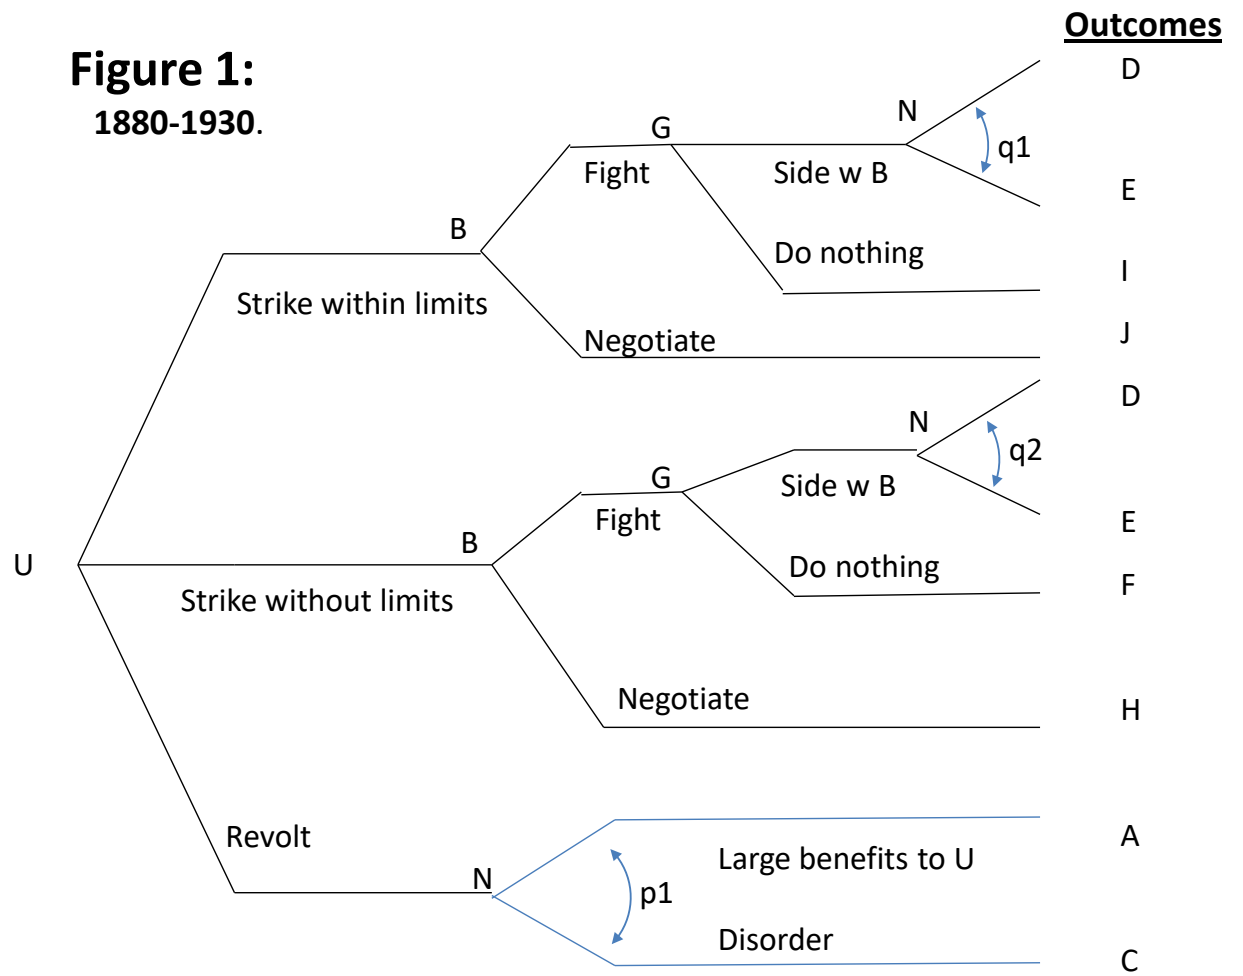 Outcomes
Figure 1:
1880-1930.
D
N
G
q1
Fight
Side w B
E
B
Do nothing
I
Strike within limits
J
Negotiate
D
N
q2
G
Side w B
Fight
E
B
U
Do nothing
F
Strike without limits
Negotiate
H
Revolt
A
Large benefits to U
N
p1
Disorder
C